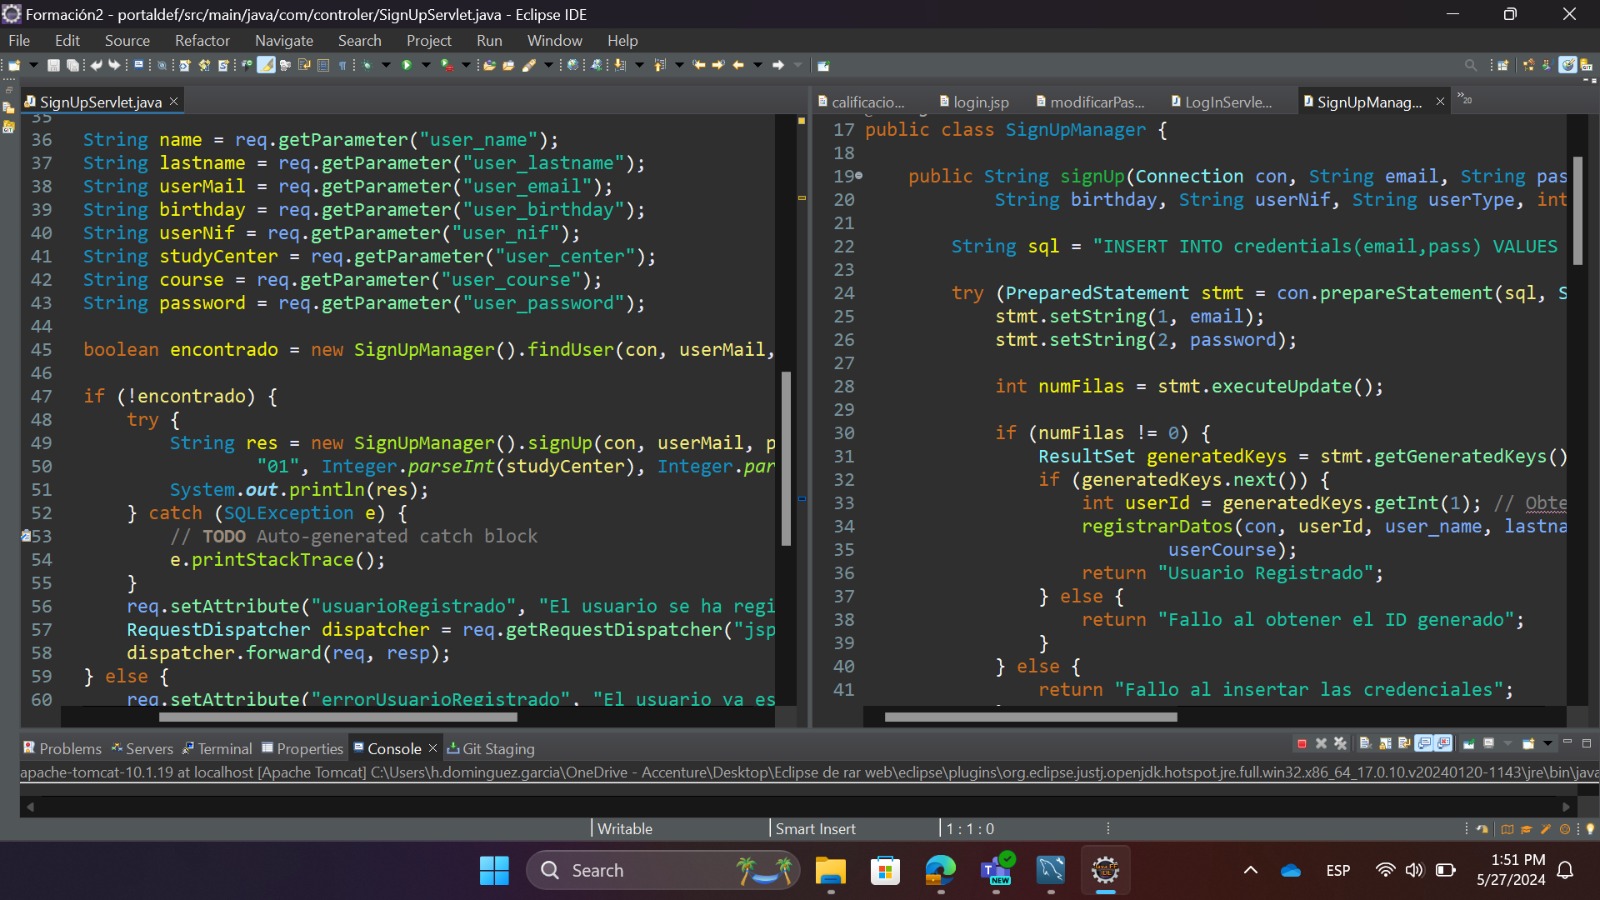 Formación2 - portaldef/src/main/java/com/controler/SignUpServlet.java - Eclipse IDE
File Edit Source Refactor Navigate Search Project Run Window Help
SignUpServlet.java
35
36 String name = req.getParameter("user_name");
37 String lastname = req.getParameter("user_lastname");
38 String userMail = req.getParameter("user_email");
39 String birthday = req.getParameter("user_birthday");
40 String userNif = req.getParameter("user_nif");
41 String studyCenter = req.getParameter("user_center");
42 String course = req.getParameter("user_course");
43 String password = req.getParameter("user_password");
44
45 boolean encontrado = new SignUpManager().findUser(con, userMail,
46
47 if (!encontrado) {
48 try {
49 String res = new SignUpManager().signUp(con, userMail, p
50 "01", Integer.parseInt(studyCenter), Integer.par
51 System.out.println(res);
52 } catch (SQLException e) {
53 // TODO Auto-generated catch block
54 e.printStackTrace();
55 }
56 req.setAttribute("usuarioRegistrado", "El usuario se ha regi
57 RequestDispatcher dispatcher = req.getRequestDispatcher("jsp
58 dispatcher.forward(req, resp);
59 } else {
60 req.setAttribute("errorUsuarioRegistrado", "El usuario ya es
calificacio... login.jsp modificarPas... LogInServle... SignUpManag... »20
17 public class SignUpManager {
18
19 public String signUp(Connection con, String email, String pas
20 String birthday, String userNif, String userType, int
21
22 String sql = "INSERT INTO credentials(email,pass) VALUES
23
24 try (PreparedStatement stmt = con.prepareStatement(sql, S
25 stmt.setString(1, email);
26 stmt.setString(2, password);
27
28 int numFilas = stmt.executeUpdate();
29
30 if (numFilas != 0) {
31 ResultSet generatedKeys = stmt.getGeneratedKeys()
32 if (generatedKeys.next()) {
33 int userId = generatedKeys.getInt(1); // Obte
34 registrarDatos(con, userId, user_name, lastna
35 userCourse);
36 return "Usuario Registrado";
37 } else {
38 return "Fallo al obtener el ID generado";
39 }
40 } else {
41 return "Fallo al insertar las credenciales";
Problems Servers Terminal Properties Console Git Staging
apache-tomcat-10.1.19 at localhost [Apache Tomcat] C:\Users\h.dominguez.garcia\OneDrive - Accenture\Desktop\Eclipse de rar web\eclipse\plugins\org.eclipse.justj.openjdk.hotspot.jre.full.win32.x86_64_17.0.10.v20240120-1143\jre\bin\java
Writable Smart Insert 1 : 1 : 0
Search
NEW
ESP
1:51 PM
5/27/2024